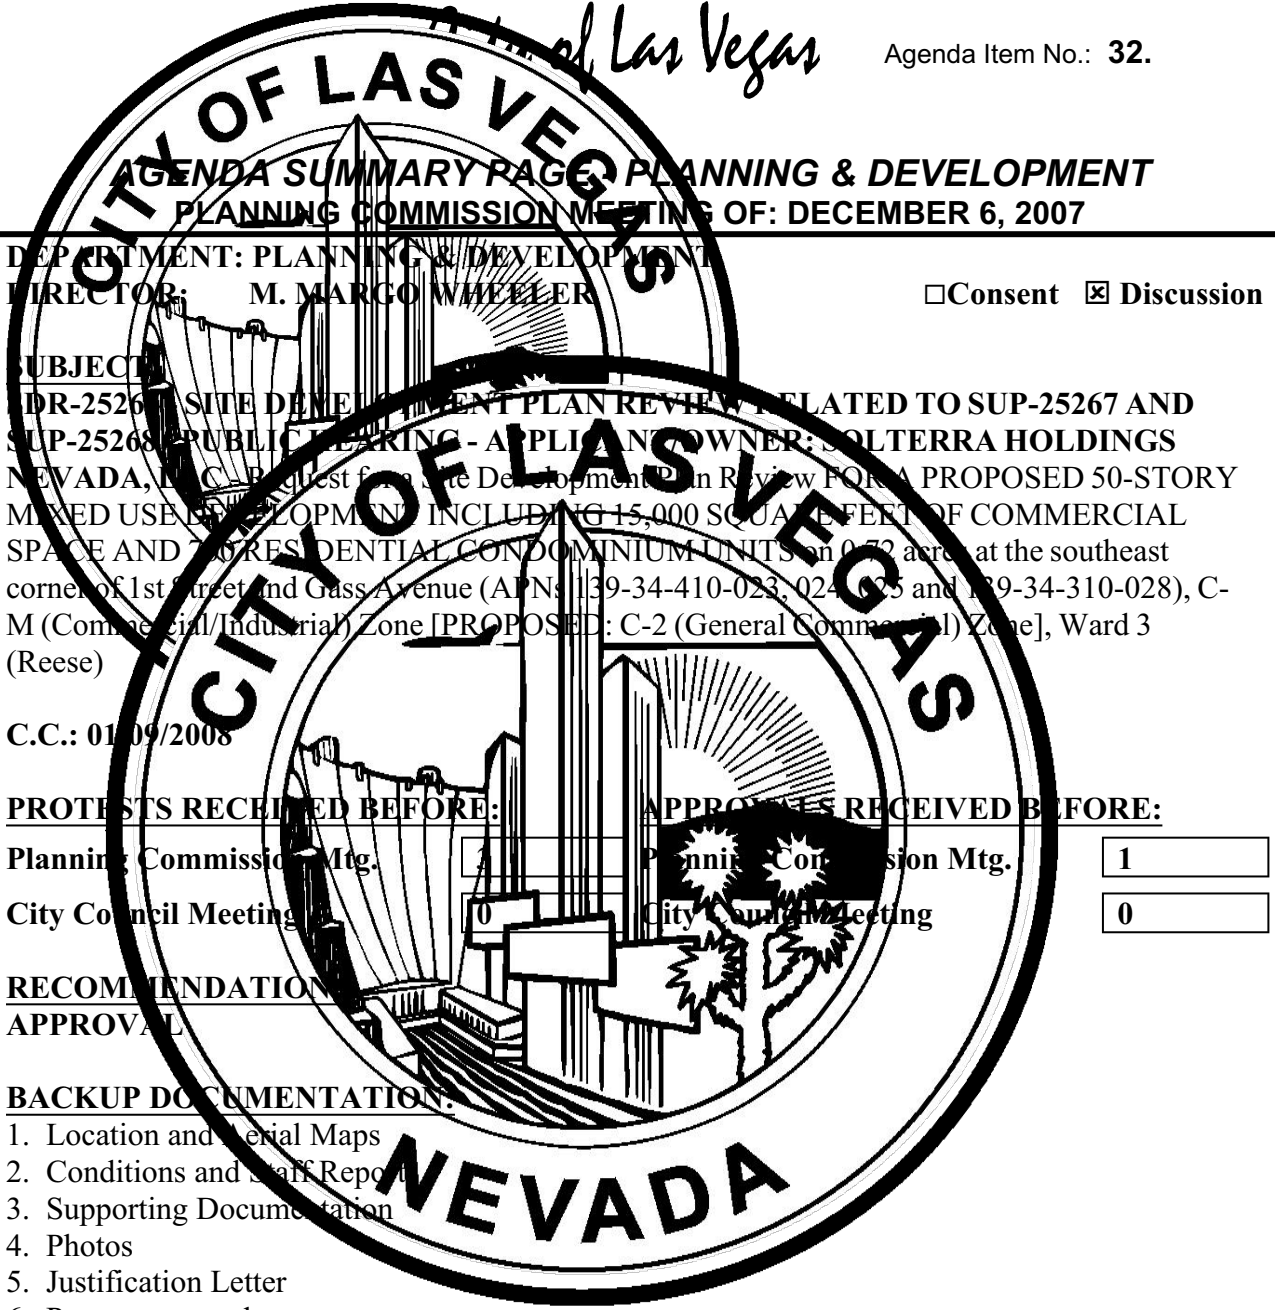 City of Las Vegas
Agenda Item No.: 32.
AGENDA SUMMARY PAGE - PLANNING & DEVELOPMENT
PLANNING COMMISSION MEETING OF: DECEMBER 6, 2007
DEPARTMENT: PLANNING & DEVELOPMENT
DIRECTOR: M. MARGO WHEELER
□Consent ☒ Discussion
SUBJECT:
SITE DEVELOPMENT PLAN REVIEW RELATED TO SUP-25267 AND
SUP-25268 - PUBLIC HEARING - APPLICANT/OWNER: SOLTERRA HOLDINGS
NEVADA, LLC - Request for a Site Development Plan Review FOR A PROPOSED 50-STORY
MIXED USE DEVELOPMENT INCLUDING 15,000 SQUARE FEET OF COMMERCIAL
SPACE AND RESIDENTIAL CONDOMINIUM UNITS on 0.72 acres at the southeast
corner of 1st Street and Gass Avenue (APNs 139-34-410-023, 024, 025 and 139-34-310-028), C-
M (Commercial/Industrial) Zone [PROPOSED: C-2 (General Commercial) Zone], Ward 3
(Reese)
C.C.: 01/09/2008
PROTESTS RECEIVED BEFORE: APPROVALS RECEIVED BEFORE:
Planning Commission Mtg. 3 Planning Commission Mtg. 1
City Council Meeting 0 City Council Meeting 0
RECOMMENDATION:
APPROVAL
BACKUP DOCUMENTATION:
1. Location and Aerial Maps
2. Conditions and Staff Report
3. Supporting Documentation
4. Photos
5. Justification Letter
CITY OF LAS VEGAS
CITY OF LAS VEGAS
NEVADA